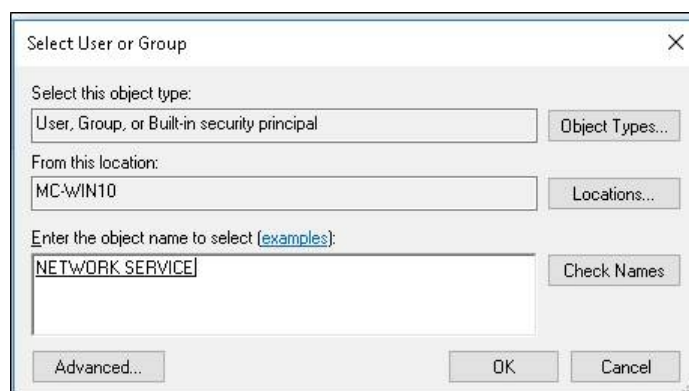 Select User or Group
Select this object type:
User, Group, or Built-in security principal
Object Types...
From this location:
MC-WIN10
Locations...
Enter the object name to select (examples):
NETWORK SERVICE
Check Names
Advanced...
OK
Cancel